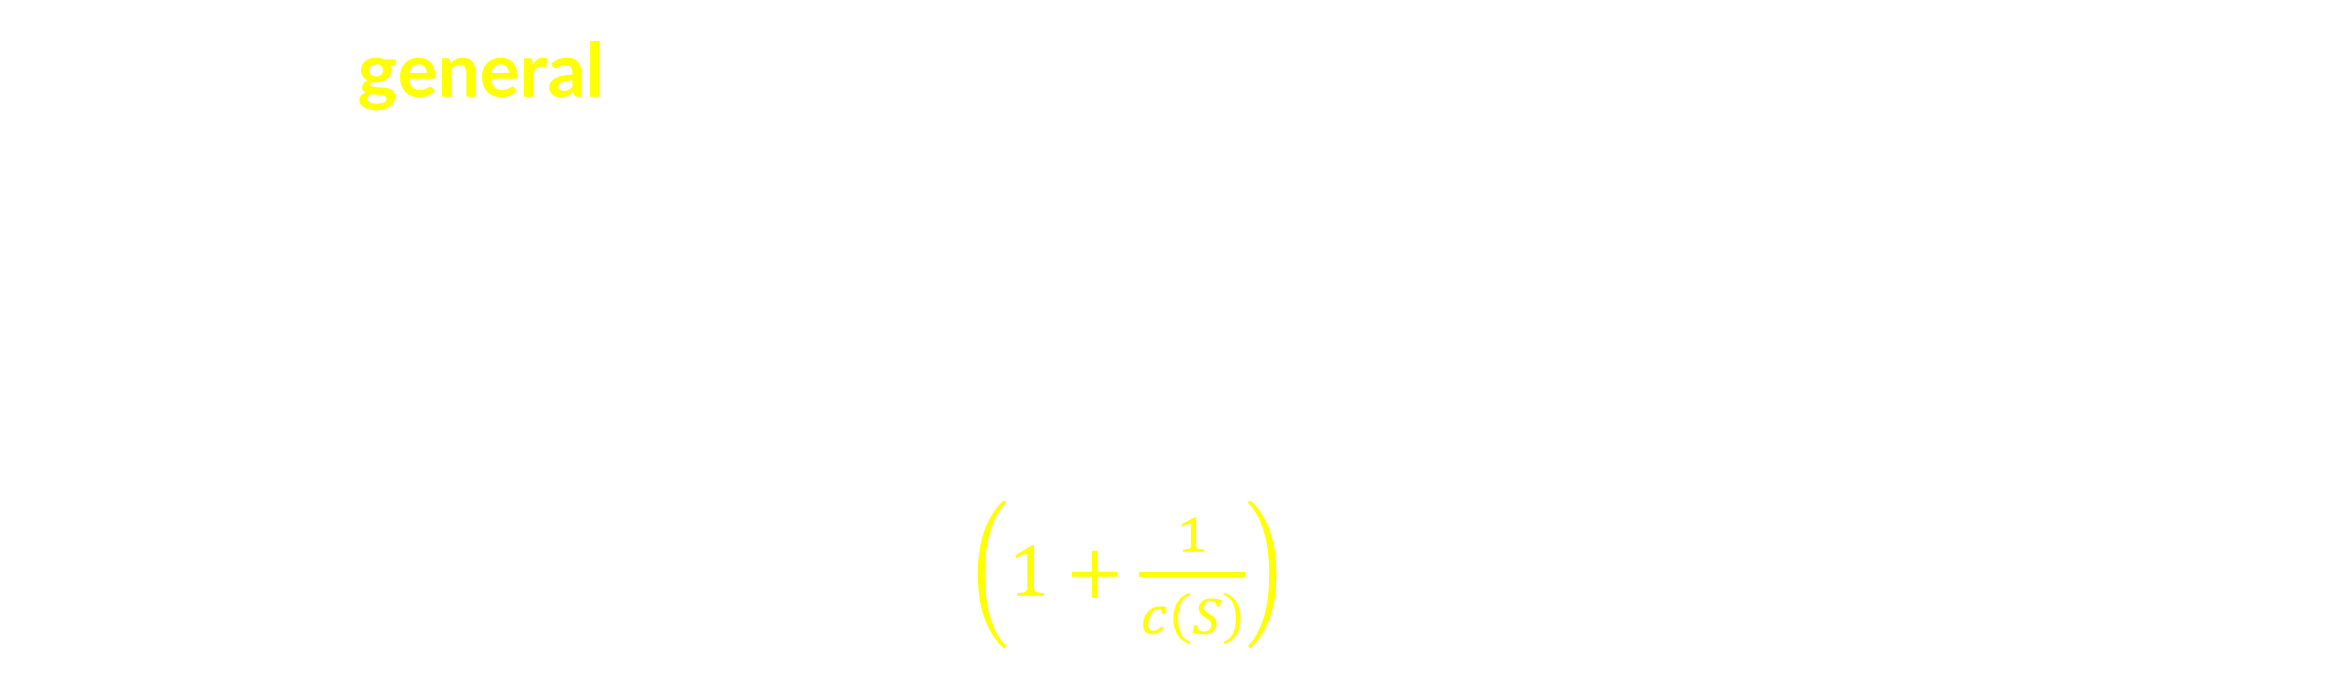 general
(1 + 1/c(S))